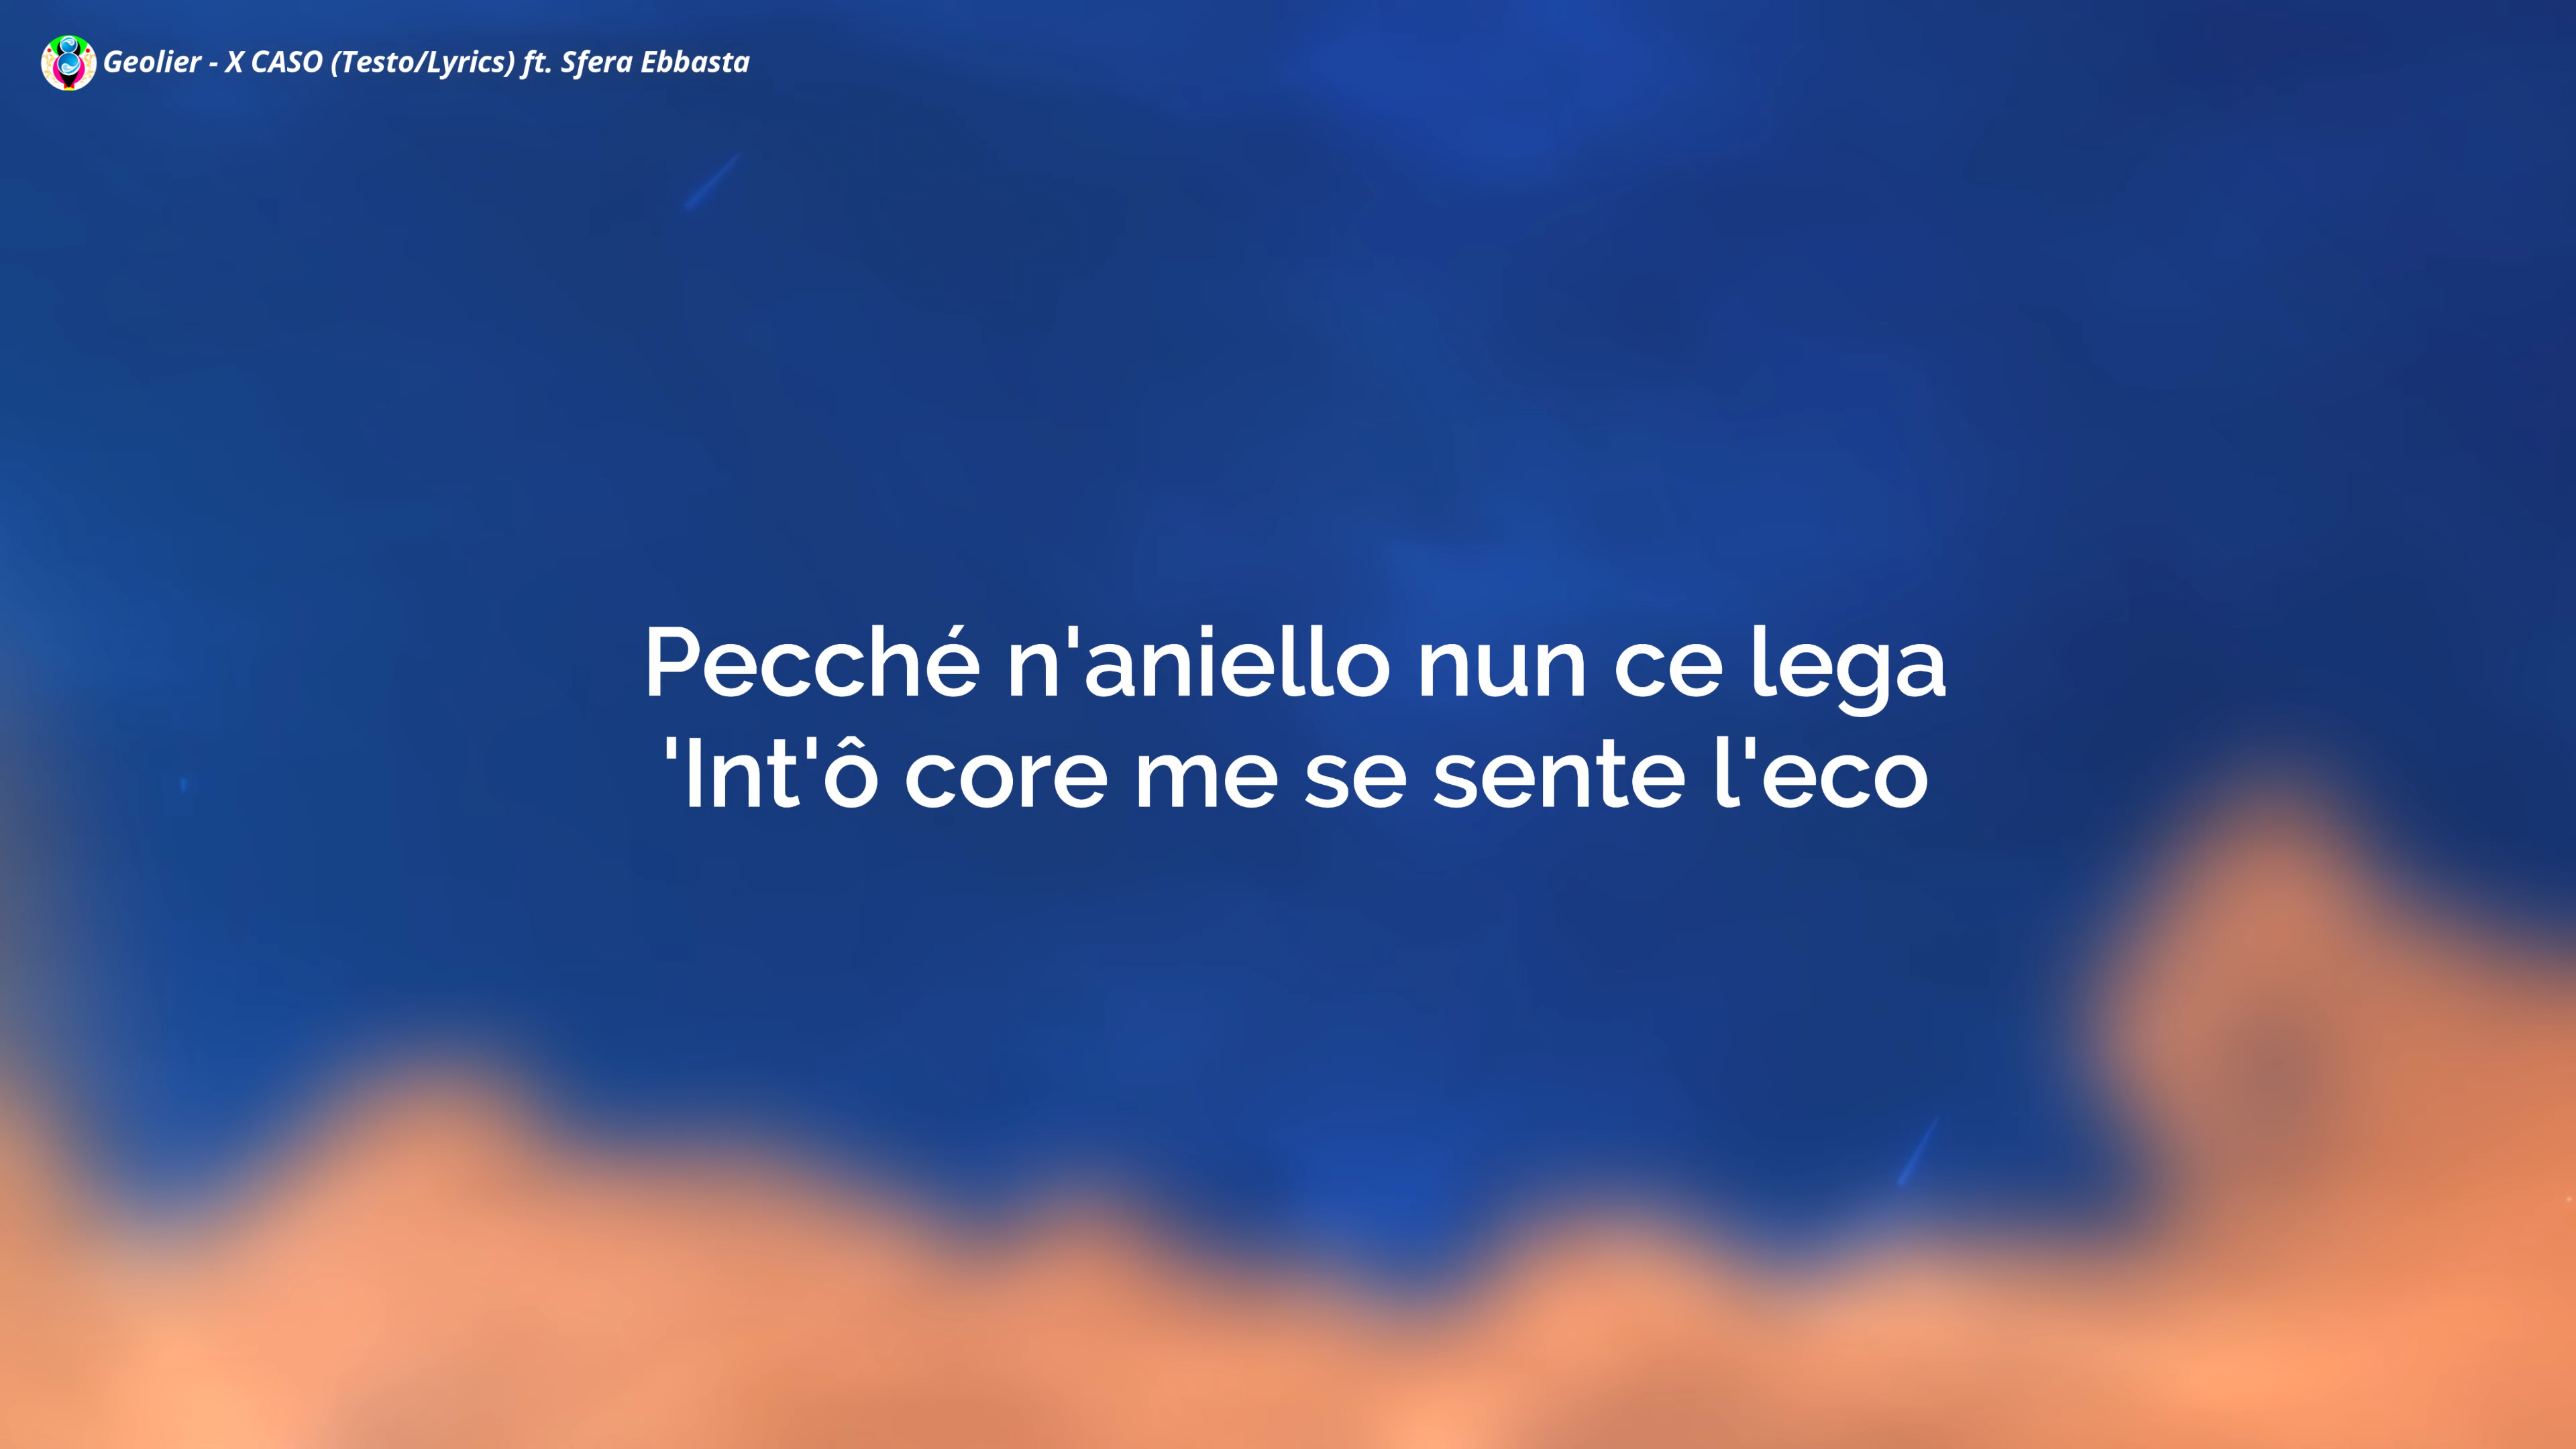 Geolier - X CASO (Testo/Lyrics) ft. Sfera Ebbasta
Pecché n'aniello nun ce lega
'Int'ô core me se sente l'eco